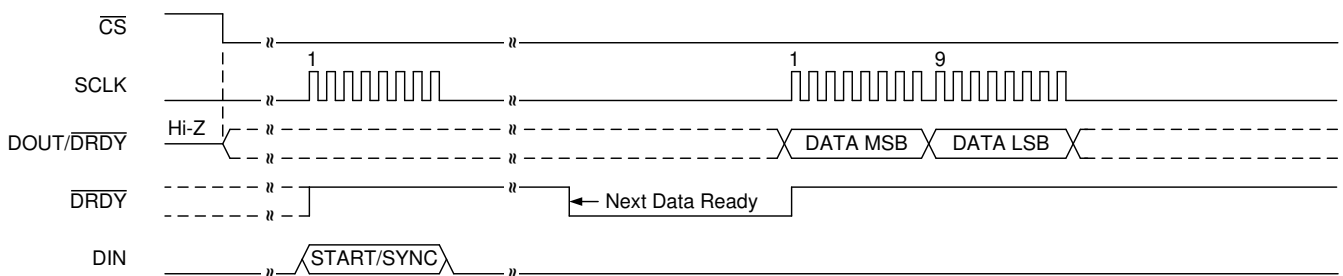 CS
1 1 9
SCLK
Hi-Z
DOUT/DRDY DATA MSB DATA LSB
DRDY Next Data Ready
DIN START/SYNC